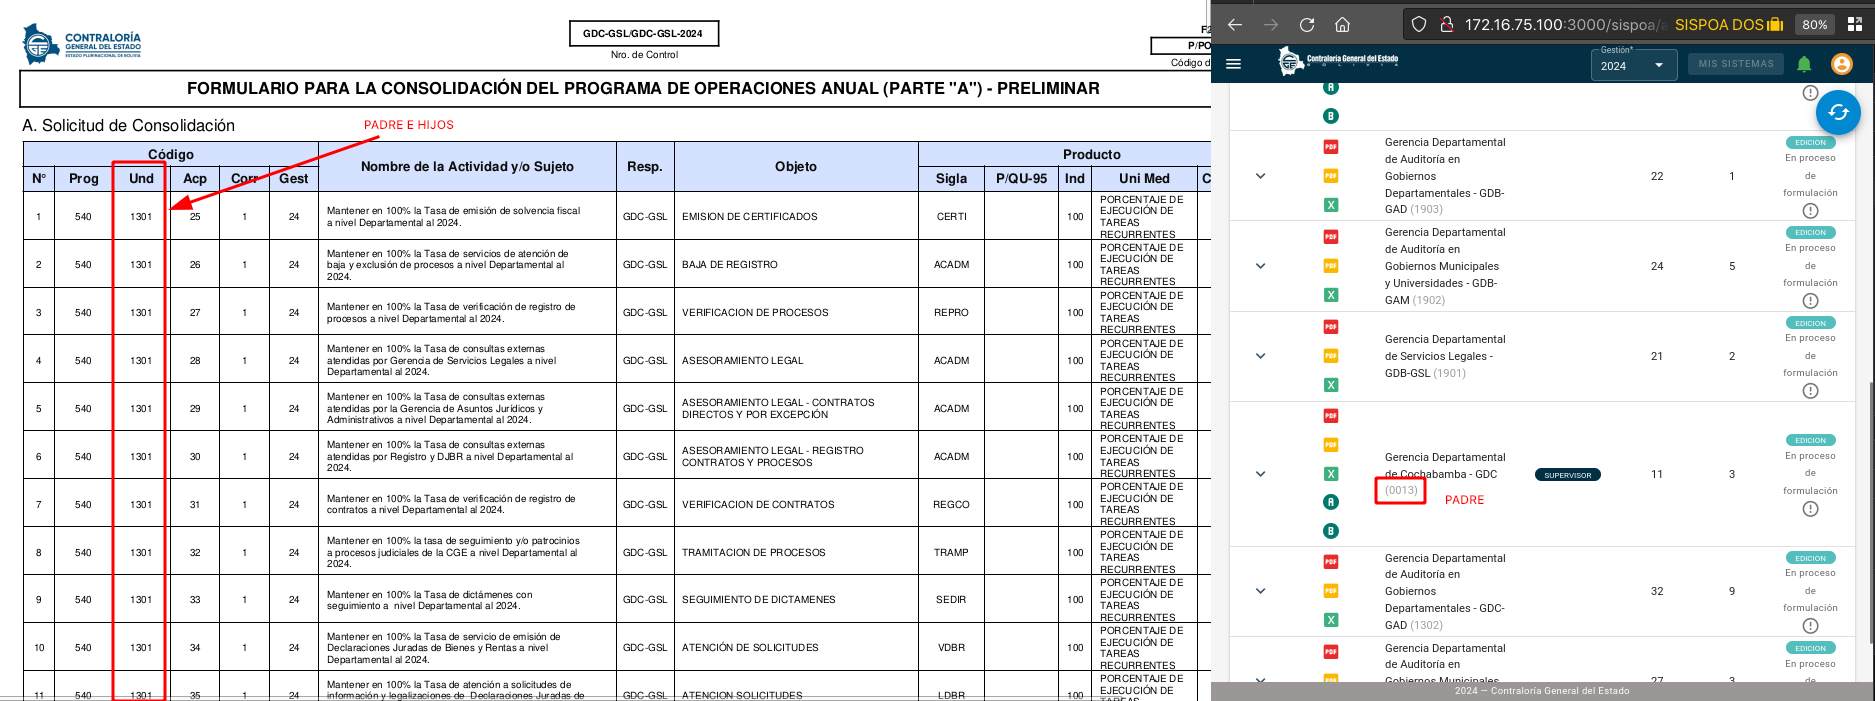 CONTRALORÍA
GENERAL DEL ESTADO
ESTADO PLURINACIONAL DE BOLIVIA
GDC-GSL/GDC-GSL-2024
Nro. de Control
P/PO
Código d
FORMULARIO PARA LA CONSOLIDACIÓN DEL PROGRAMA DE OPERACIONES ANUAL (PARTE "A") - PRELIMINAR
A. Solicitud de Consolidación
PADRE E HIJOS
Código
Nombre de la Actividad y/o Sujeto
Resp.
Objeto
Producto
N° Prog Und Acp Corr Gest Sigla P/QU-95 Ind Uni Med C
1 540 1301 25 1 24 Mantener en 100% la Tasa de emisión de solvencia fiscal
a nivel Departamental al 2024.
GDC-GSL EMISION DE CERTIFICADOS CERTI 100 PORCENTAJE DE
EJECUCIÓN DE
TAREAS
RECURRENTES
2 540 1301 26 1 24 Mantener en 100% la Tasa de servicios de atención de
baja y exclusión de procesos a nivel Departamental al
2024.
GDC-GSL BAJA DE REGISTRO ACADM 100 PORCENTAJE DE
EJECUCIÓN DE
TAREAS
RECURRENTES
3 540 1301 27 1 24 Mantener en 100% la Tasa de verificación de registro de
procesos a nivel Departamental al 2024.
GDC-GSL VERIFICACION DE PROCESOS REPRO 100 PORCENTAJE DE
EJECUCIÓN DE
TAREAS
RECURRENTES
4 540 1301 28 1 24 Mantener en 100% la Tasa de consultas externas
atendidas por Gerencia de Servicios Legales a nivel
Departamental al 2024.
GDC-GSL ASESORAMIENTO LEGAL ACADM 100 PORCENTAJE DE
EJECUCIÓN DE
TAREAS
RECURRENTES
5 540 1301 29 1 24 Mantener en 100% la Tasa de consultas externas
atendidas por la Gerencia de Asuntos Jurídicos y
Administrativos a nivel Departamental al 2024.
GDC-GSL ASESORAMIENTO LEGAL - CONTRATOS
DIRECTOS Y POR EXCEPCIÓN
ACADM 100 PORCENTAJE DE
EJECUCIÓN DE
TAREAS
RECURRENTES
6 540 1301 30 1 24 Mantener en 100% la Tasa de consultas externas
atendidas por Registro y DJBR a nivel Departamental al
2024.
GDC-GSL ASESORAMIENTO LEGAL - REGISTRO
CONTRATOS Y PROCESOS
ACADM 100 PORCENTAJE DE
EJECUCIÓN DE
TAREAS
RECURRENTES
7 540 1301 31 1 24 Mantener en 100% la Tasa de verificación de registro de
contratos a nivel Departamental al 2024.
GDC-GSL VERIFICACION DE CONTRATOS REGCO 100 PORCENTAJE DE
EJECUCIÓN DE
TAREAS
RECURRENTES
8 540 1301 32 1 24 Mantener en 100% la tasa de seguimiento y/o patrocinios
a procesos judiciales de la CGE a nivel Departamental al
2024.
GDC-GSL TRAMITACION DE PROCESOS TRAMP 100 PORCENTAJE DE
EJECUCIÓN DE
TAREAS
RECURRENTES
9 540 1301 33 1 24 Mantener en 100% la Tasa de dictámenes con
seguimiento a nivel Departamental al 2024.
GDC-GSL SEGUIMIENTO DE DICTAMENES SEDIR 100 PORCENTAJE DE
EJECUCIÓN DE
TAREAS
RECURRENTES
10 540 1301 34 1 24 Mantener en 100% la Tasa de servicio de emisión de
Declaraciones Juradas de Bienes y Rentas a nivel
Departamental al 2024.
GDC-GSL ATENCIÓN DE SOLICITUDES VDBR 100 PORCENTAJE DE
EJECUCIÓN DE
TAREAS
RECURRENTES
11 540 1301 35 1 24 Mantener en 100% la Tasa de atención a solicitudes de
información y legalizaciones de Declaraciones Juradas de
GDC-GSL ATENCION SOLICITUDES LDBR 100 PORCENTAJE DE
EJECUCIÓN DE
TAREAS
172.16.75.100:3000/sispoa/ SISPOA DOS 80%
Contraloría General del Estado
BOLIVIA
Gestión*
2024
MIS SISTEMAS
A
B
PDF
PDF
X
Gerencia Departamental
de Auditoría en
Gobiernos
Departamentales - GDB-
GAD (1903)
22 1
EDICION
En proceso
de
formulación
PDF
PDF
X
Gerencia Departamental
de Auditoría en
Gobiernos Municipales
y Universidades - GDB-
GAM (1902)
24 5
EDICION
En proceso
de
formulación
PDF
PDF
X
Gerencia Departamental
de Servicios Legales -
GDB-GSL (1901)
21 2
EDICION
En proceso
de
formulación
PDF
PDF
X
A
B
Gerencia Departamental
de Cochabamba - GDC
(0013)
PADRE
SUPERVISOR
11 3
EDICION
En proceso
de
formulación
PDF
PDF
X
Gerencia Departamental
de Auditoría en
Gobiernos
Departamentales - GDC-
GAD (1302)
32 9
EDICION
En proceso
de
formulación
PDF
PDF
Gerencia Departamental
de Auditoría en
Gobiernos Municipales
27 3
EDICION
En proceso
de
2024 — Contraloría General del Estado